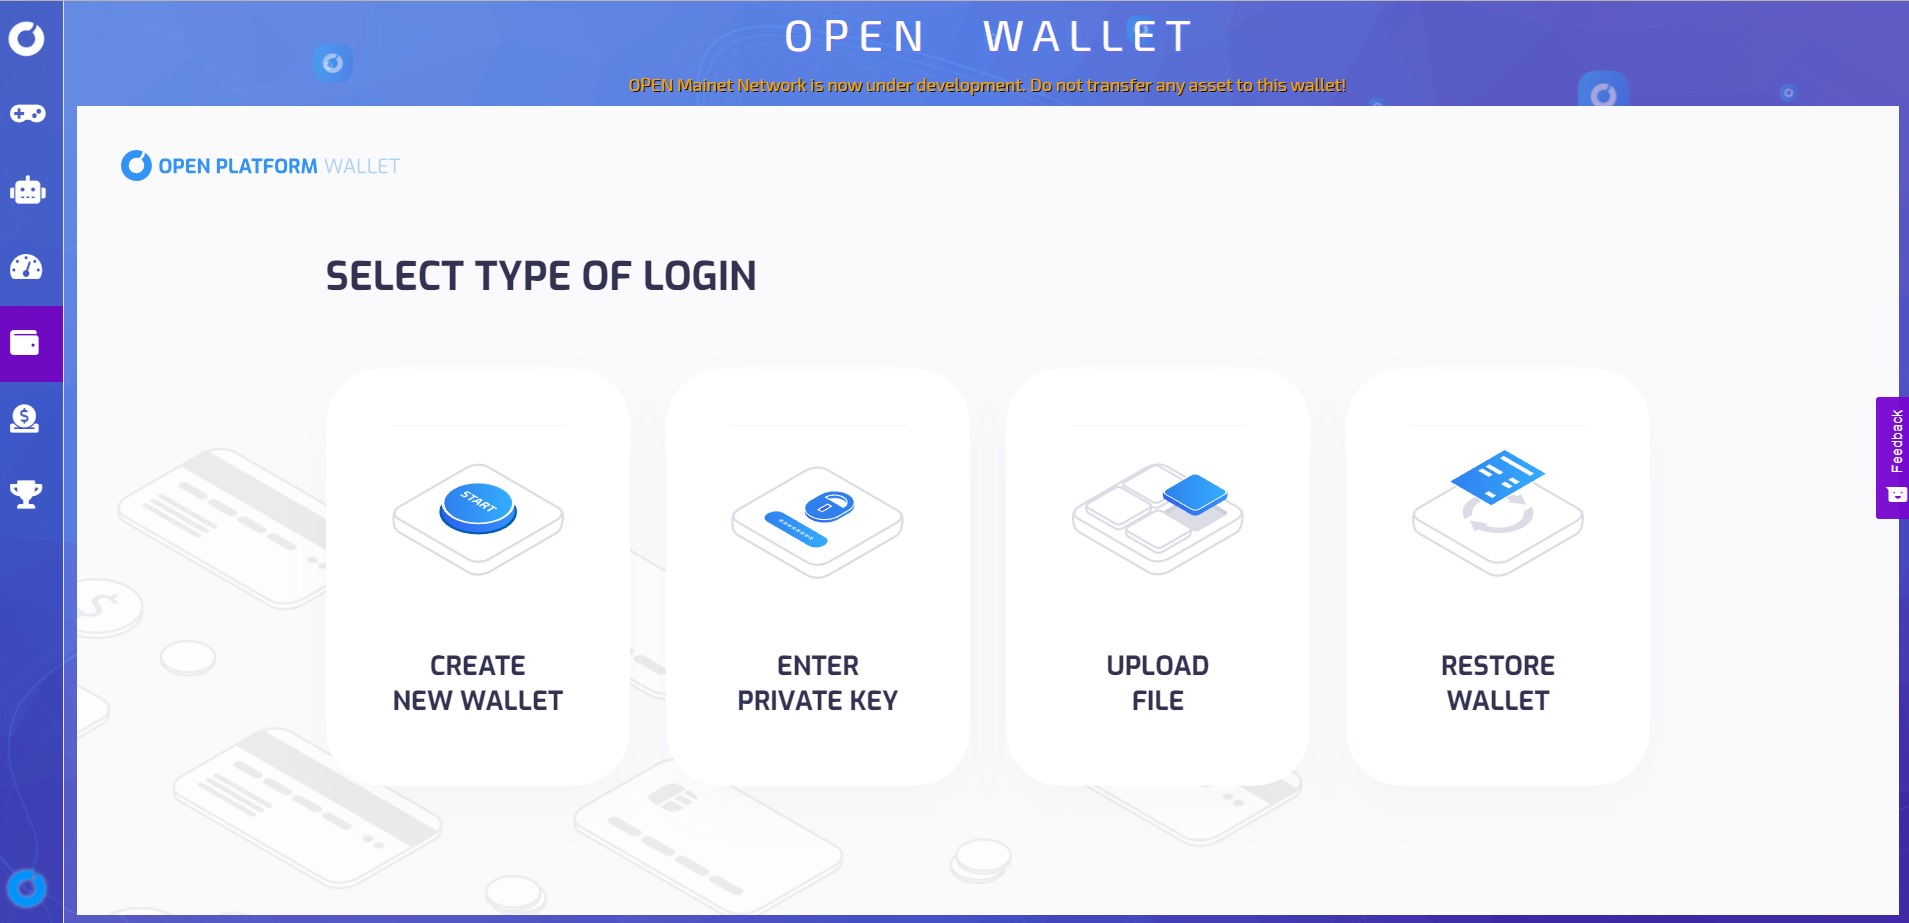 OPEN WALLET
OPEN Mainet Network is now under development. Do not transfer any asset to this wallet!
OPEN PLATFORM WALLET
SELECT TYPE OF LOGIN
START
CREATE
NEW WALLET
ENTER
PRIVATE KEY
UPLOAD
FILE
RESTORE
WALLET
Feedback